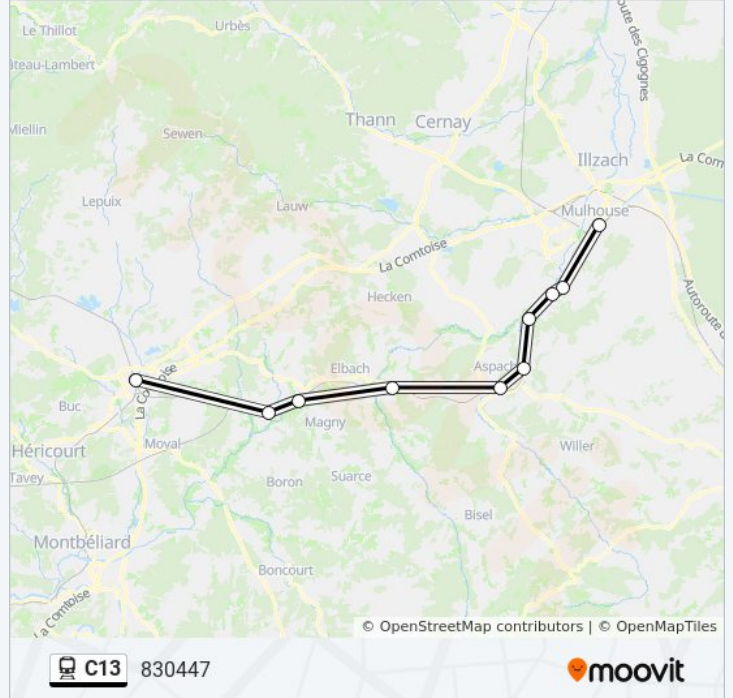 Le Thillot
Urbès
oute des Cigognes
âteau-Lambert
Thann
Cernay
Miellin
Sewen
Illzach
La Com
Lepuix
Lauw
Mulhouse
La Comtoise
Hecken
Autoroute d
Elbach
Aspach
La Comtoise
Buc
Magny
Héricourt
Moval
Willer
Tavey
Boron
Suarce
Bisel
Montbéliard
Boncourt
La Comtoise
© OpenStreetMap contributors | © OpenMapTiles
C13 830447
moovit